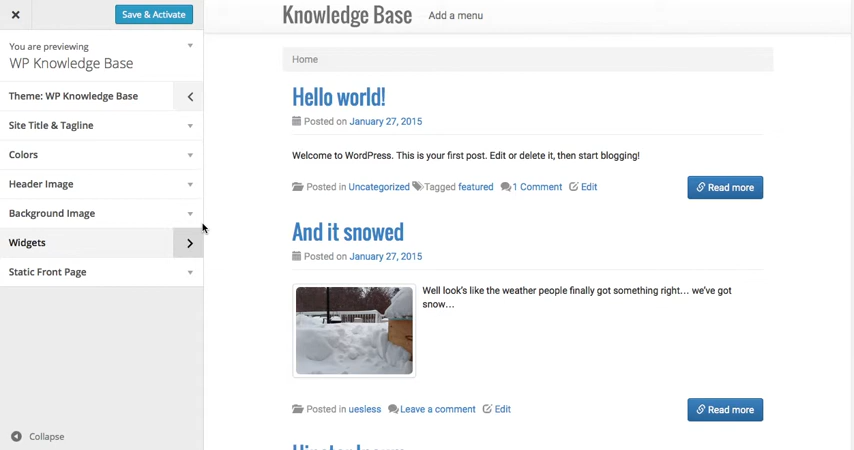 Save & Activate
You are previewing
WP Knowledge Base
Theme: WP Knowledge Base
Site Title & Tagline
Colors
Header Image
Background Image
Widgets
Static Front Page
Collapse
Knowledge Base Add a menu
Home
Hello world!
Posted on January 27, 2015
Welcome to WordPress. This is your first post. Edit or delete it, then start blogging!
Posted in Uncategorized Tagged featured 1 Comment Edit
Read more
And it snowed
Posted on January 27, 2015
Well look's like the weather people finally got something right... we've got
snow...
Posted in uesless Leave a comment Edit
Read more